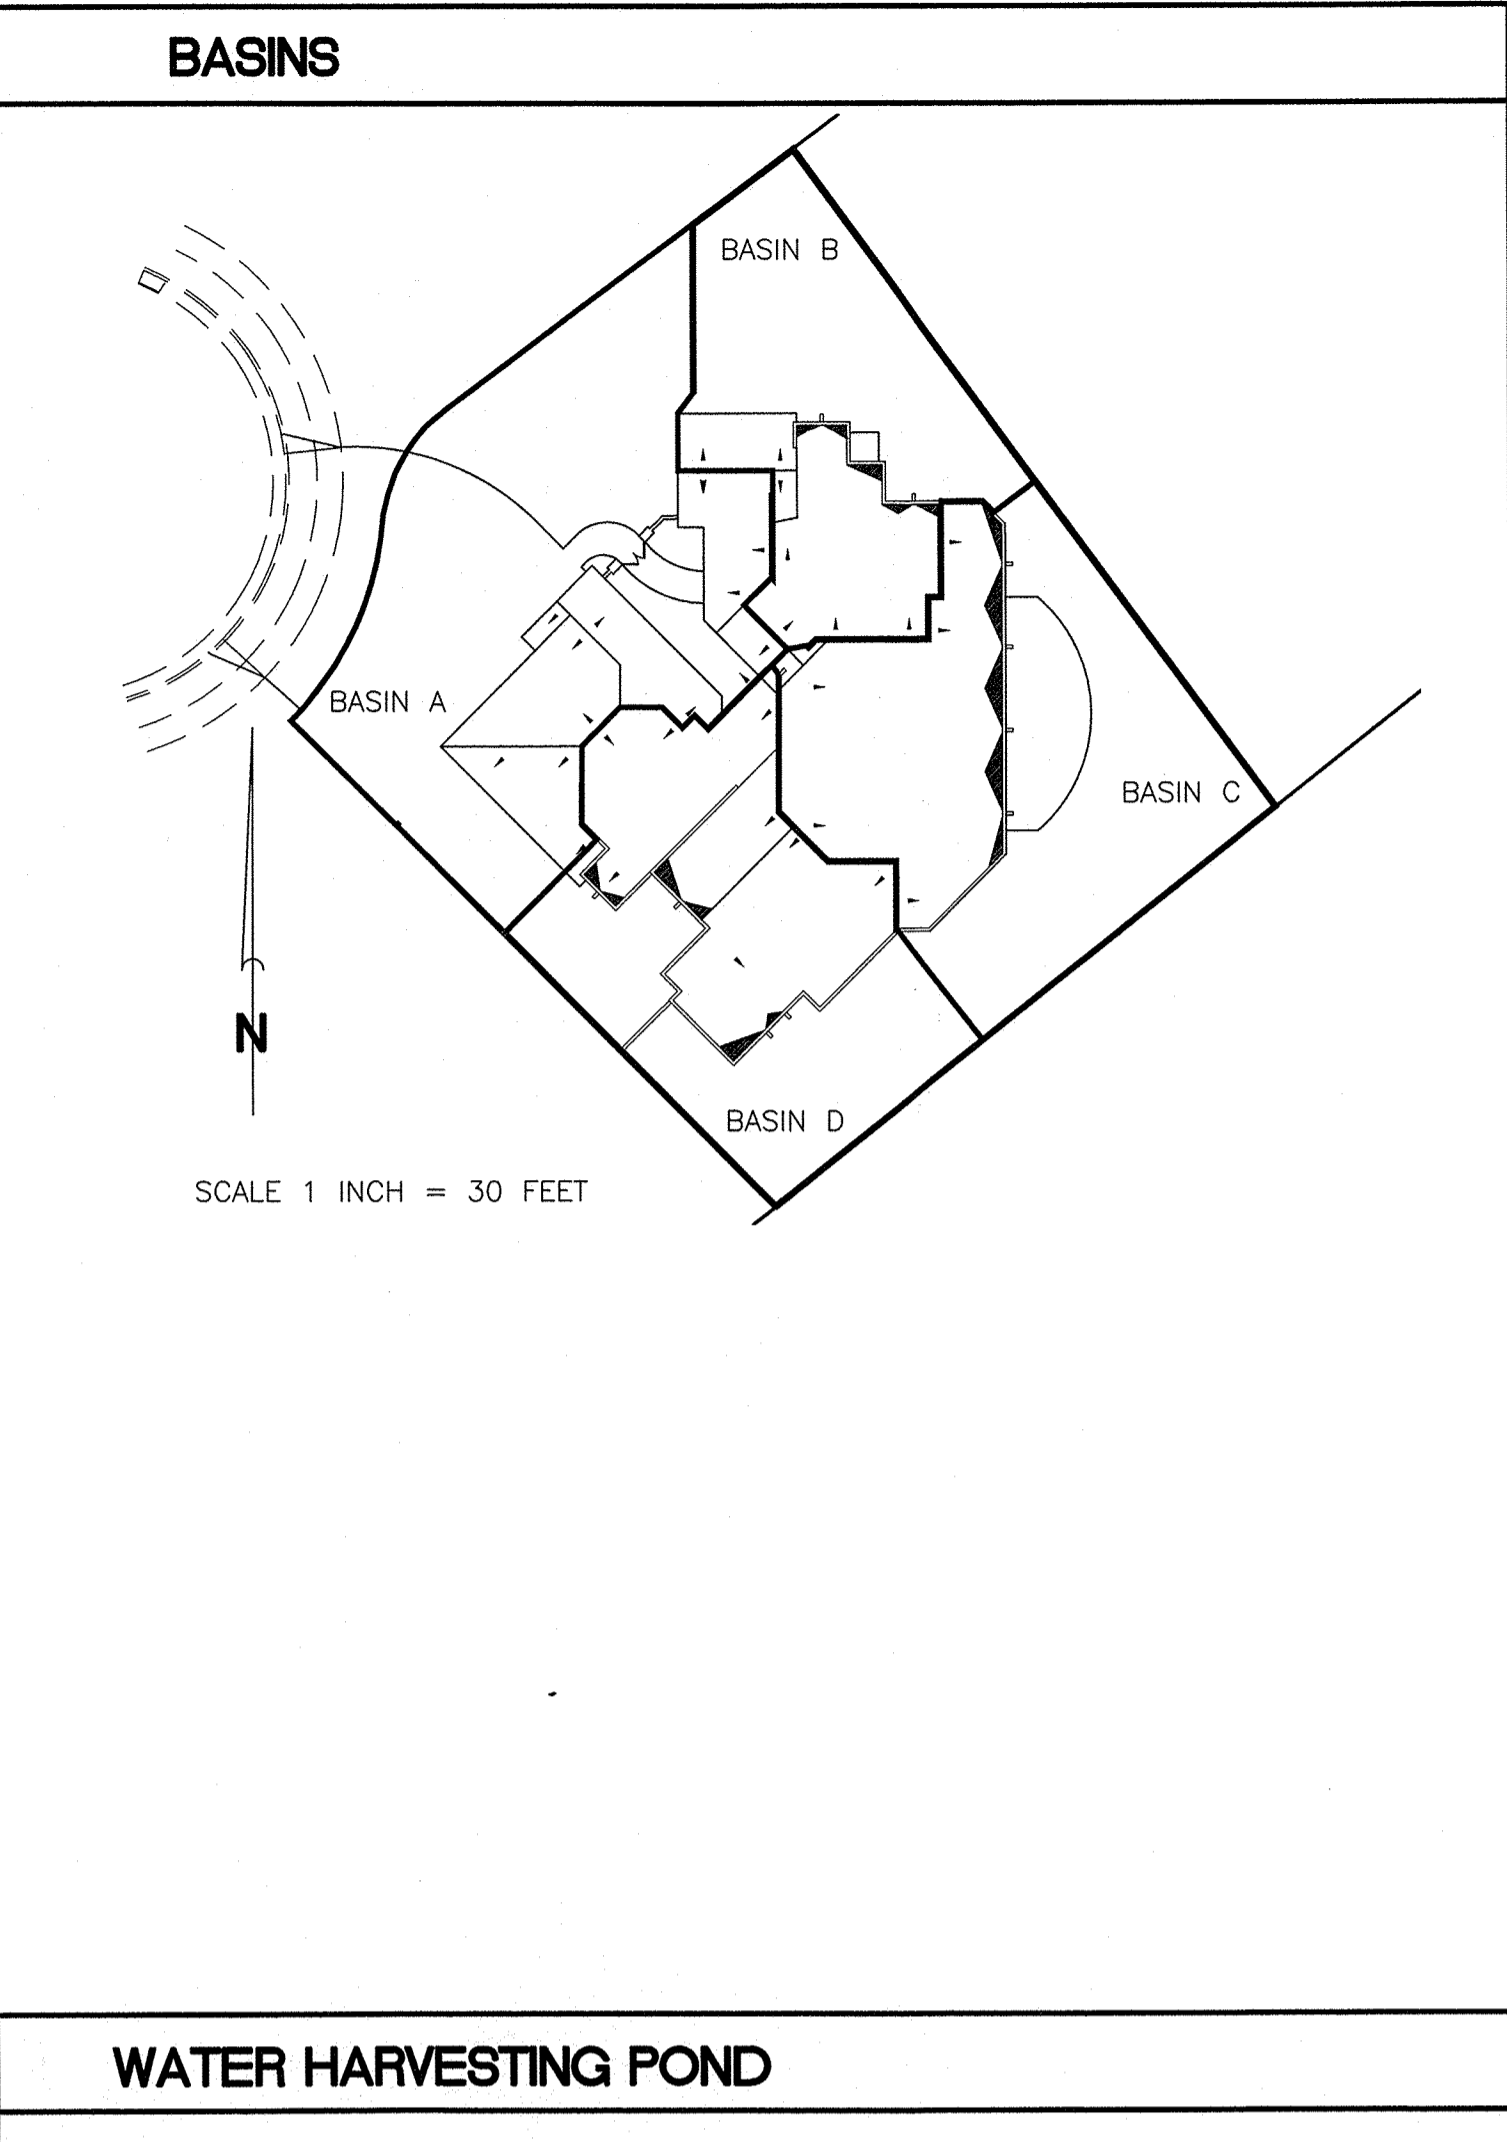 BASINS
BASIN B
BASIN A
BASIN C
N
BASIN D
SCALE 1 INCH = 30 FEET
WATER HARVESTING POND